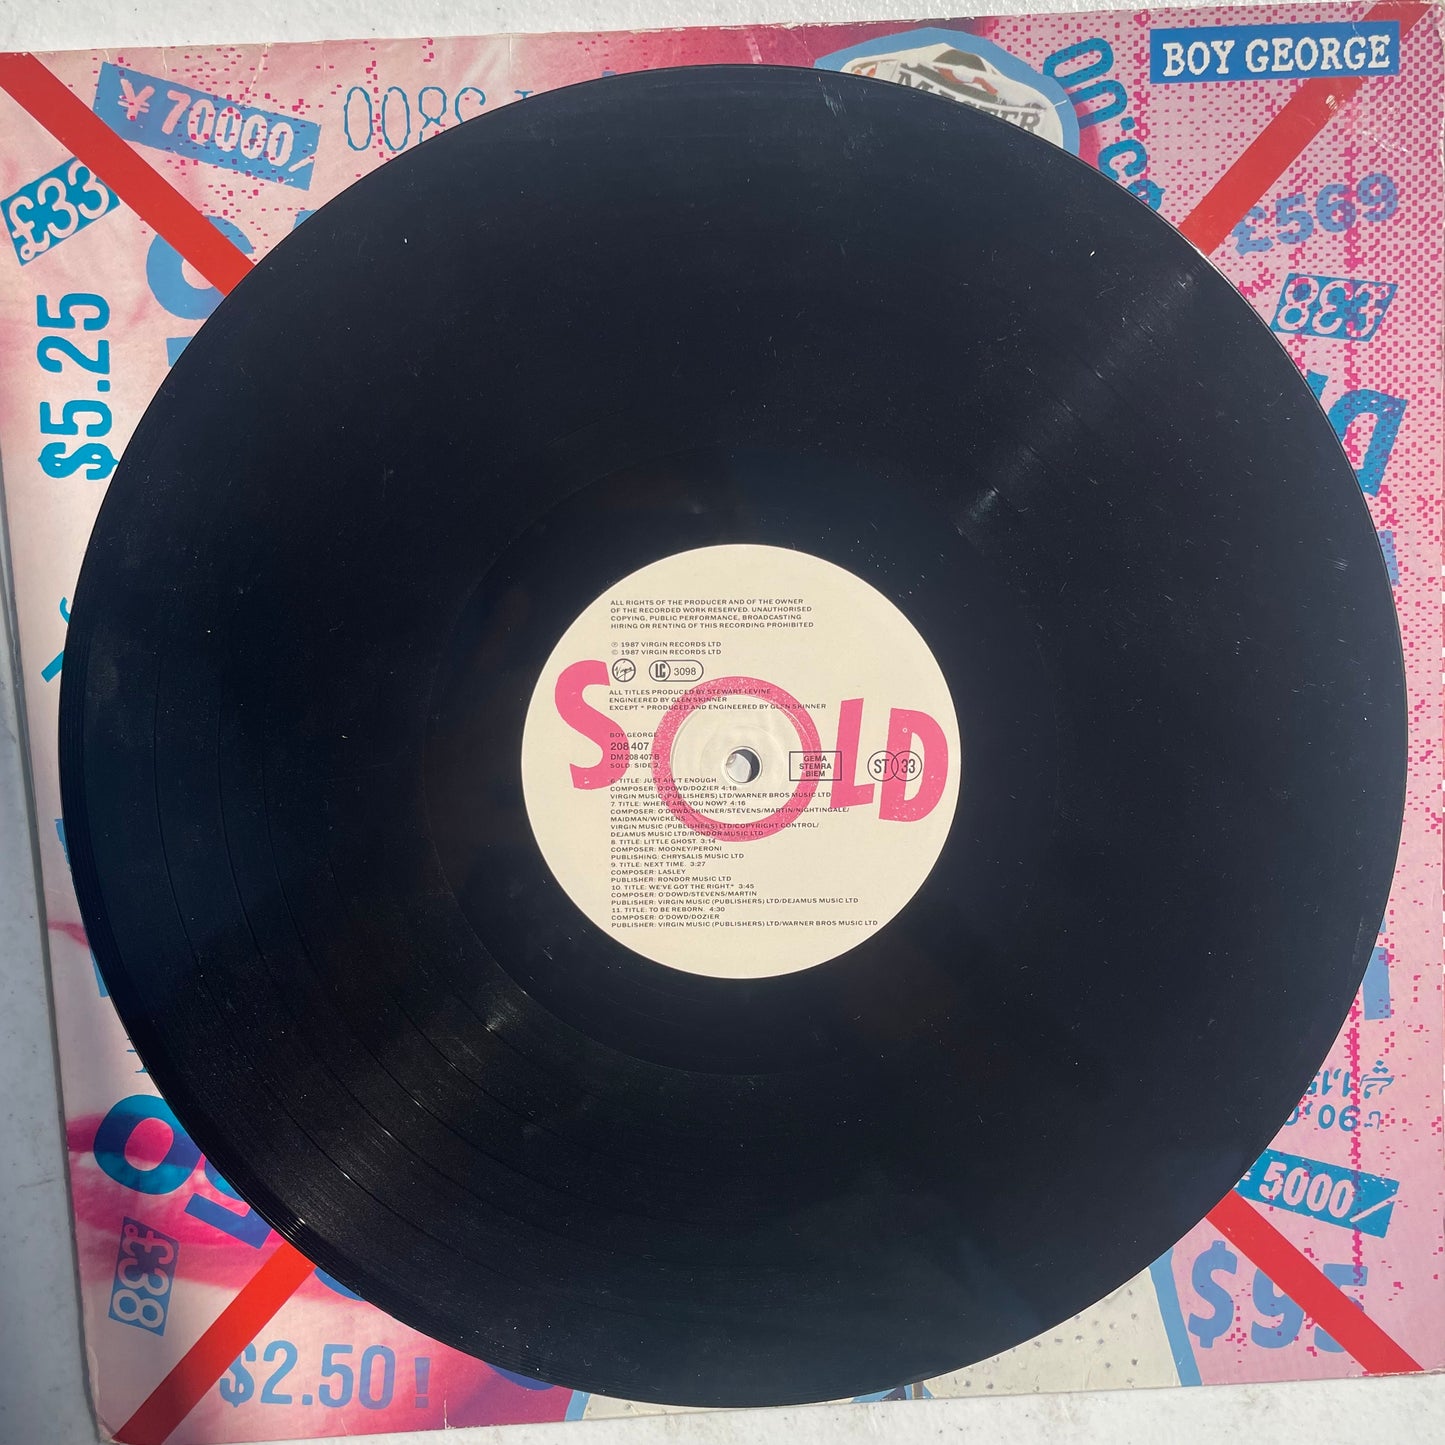 BOY GEORGE
¥70000/
0085
£33
$5.25
£569
£38
ALL RIGHTS OF THE PRODUCER AND OF THE OWNER
OF THE RECORDED WORK RESERVED. UNAUTHORISED
COPYING, PUBLIC PERFORMANCE, BROADCASTING
HIRING OR RENTING OF THIS RECORDING PROHIBITED
℗ 1987 VIRGIN RECORDS LTD
© 1987 VIRGIN RECORDS LTD
Virgin LC 3098
SOLD
ALL TITLES PRODUCED BY STEWART LEVINE
ENGINEERED BY GLEN SKINNER
EXCEPT * PRODUCED AND ENGINEERED BY GLEN SKINNER
BOY GEORGE
208 407
DM 208 407 B
SOLD: SIDE 2
GEMA
STEMRA
BIEM
ST 33
6. TITLE: JUST AIN'T ENOUGH.
COMPOSER: O'DOWD/DOZIER 4:18
VIRGIN MUSIC (PUBLISHERS) LTD/WARNER BROS MUSIC LTD
7. TITLE: WHERE ARE YOU NOW? 4:16
COMPOSER: O'DOWD/SKINNER/STEVENS/MARTIN/NIGHTINGALE/
MAIDMAN/WICKENS
VIRGIN MUSIC (PUBLISHERS) LTD/COPYRIGHT CONTROL/
DEJAMUS MUSIC LTD/RONDOR MUSIC LTD
8. TITLE: LITTLE GHOST. 3:14
COMPOSER: MOONEY/PERONI
PUBLISHING: CHRYSALIS MUSIC LTD
9. TITLE: NEXT TIME. 3:27
COMPOSER: LASLEY
PUBLISHER: RONDOR MUSIC LTD
10. TITLE: WE'VE GOT THE RIGHT.* 3:45
COMPOSER: O'DOWD/STEVENS/MARTIN
PUBLISHER: VIRGIN MUSIC (PUBLISHERS) LTD/DEJAMUS MUSIC LTD
11. TITLE: TO BE REBORN. 4:30
COMPOSER: O'DOWD/DOZIER
PUBLISHER: VIRGIN MUSIC (PUBLISHERS) LTD/WARNER BROS MUSIC LTD
5000/
£38
$95
$2.50!